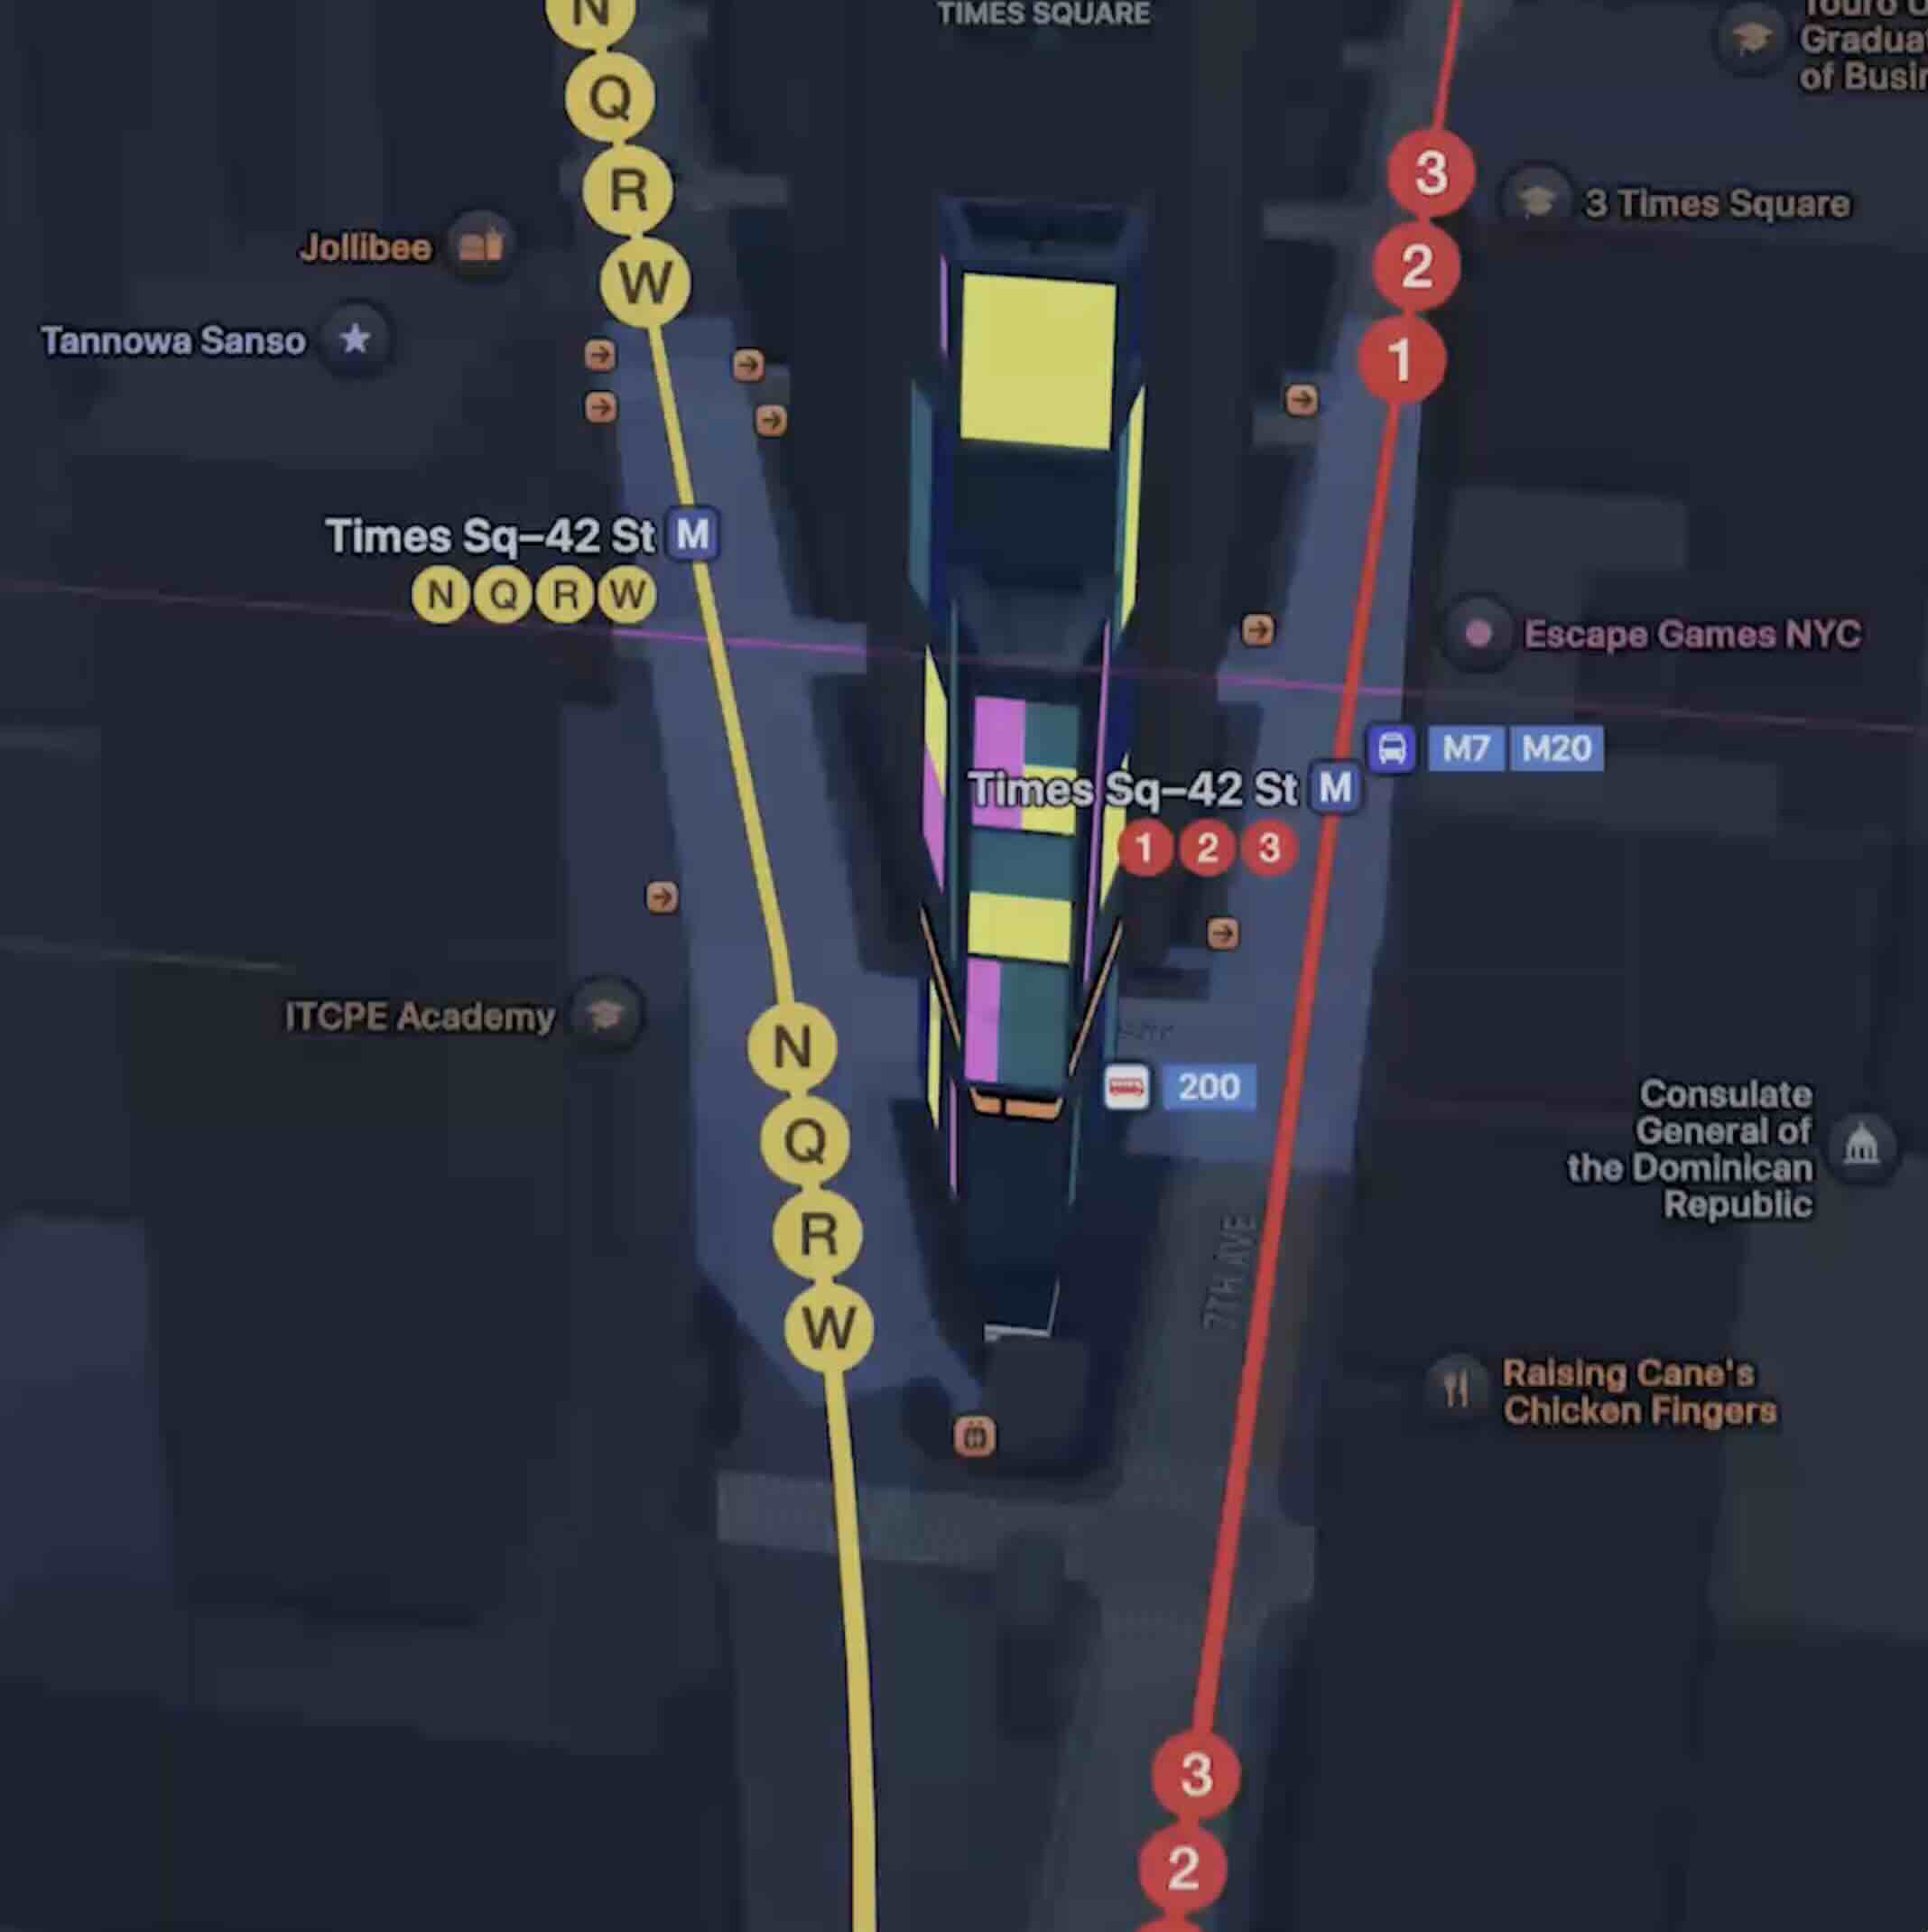 N
TIMES SQUARE
Graduat
of Busin
Q
3
R
3 Times Square
Jollibee
W
2
Tannowa Sanso
1
Times Sq–42 St M
N Q R W
Escape Games NYC
M7 M20
Times Sq–42 St M
1 2 3
ITCPE Academy
N
200
Q
Consulate
General of
the Dominican
Republic
R
7TH AVE
W
Raising Cane's
Chicken Fingers
3
2